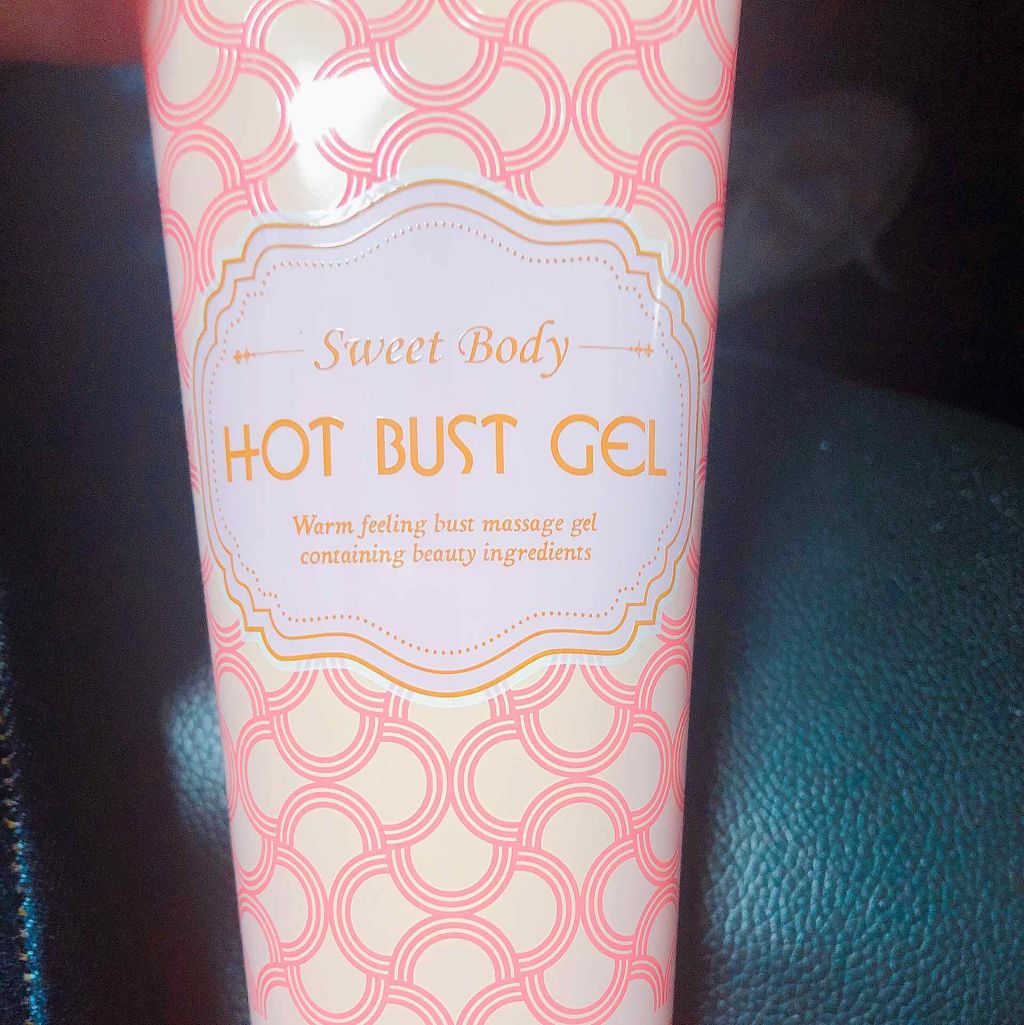 Sweet Body
HOT BUST GEL
Warm feeling bust massage gel
containing beauty ingredients